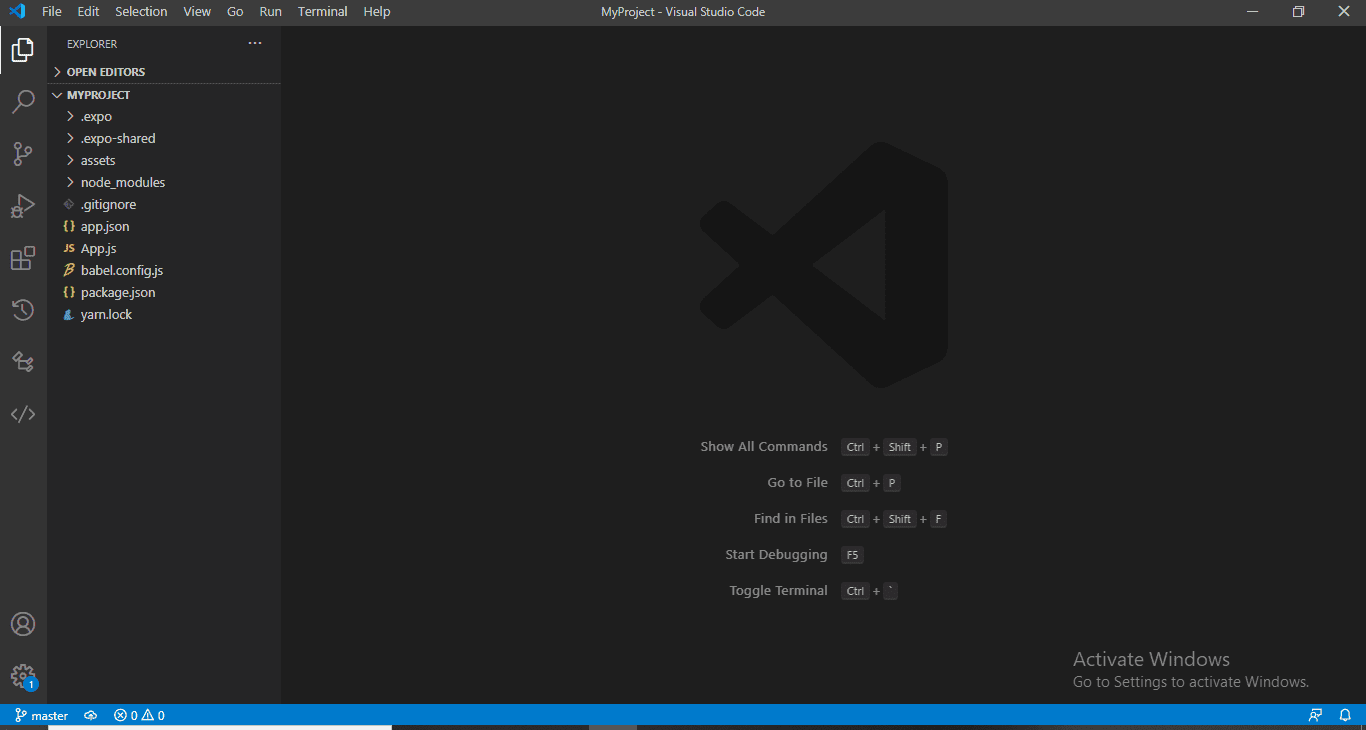 File Edit Selection View Go Run Terminal Help MyProject - Visual Studio Code
EXPLORER ···
OPEN EDITORS
MYPROJECT
.expo
.expo-shared
assets
node_modules
.gitignore
{} app.json
JS App.js
babel.config.js
{} package.json
yarn.lock
Show All Commands Ctrl + Shift + P
Go to File Ctrl + P
Find in Files Ctrl + Shift + F
Start Debugging F5
Toggle Terminal Ctrl + `
Activate Windows
Go to Settings to activate Windows.
1
master 0 0